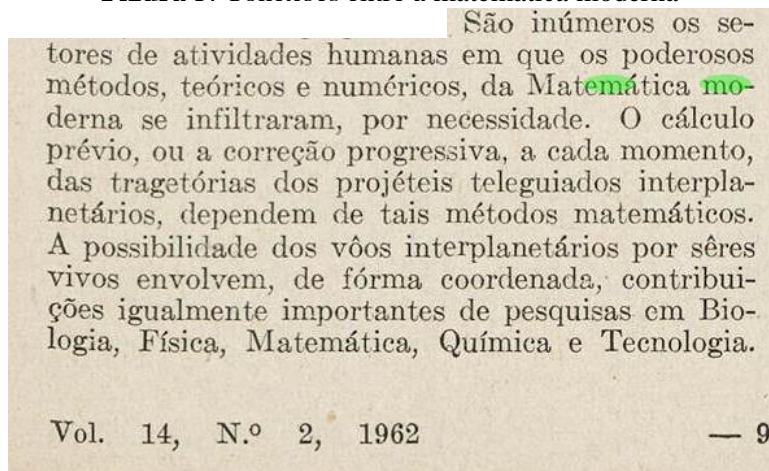 São inúmeros os se-
tores de atividades humanas em que os poderosos
métodos, teóricos e numéricos, da Matemática mo-
derna se infiltraram, por necessidade. O cálculo
prévio, ou a correção progressiva, a cada momento,
das tragetórias dos projéteis teleguiados interpla-
netários, dependem de tais métodos matemáticos.
A possibilidade dos vôos interplanetários por sêres
vivos envolvem, de fórma coordenada, contribui-
ções igualmente importantes de pesquisas em Bio-
logia, Física, Matemática, Química e Tecnologia.
Vol. 14, N.º 2, 1962 — 9